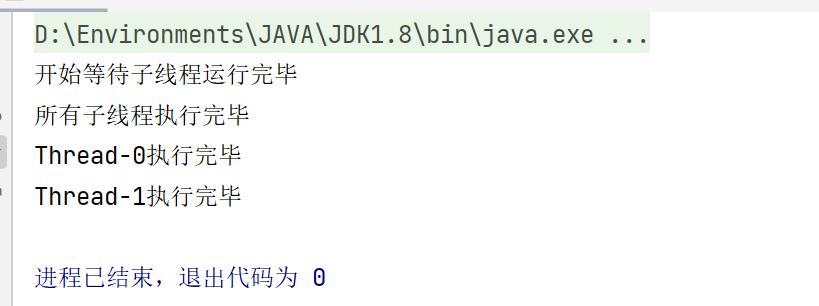 D:\Environments\JAVA\JDK1.8\bin\java.exe ...
开始等待子线程运行完毕
所有子线程执行完毕
Thread-0执行完毕
Thread-1执行完毕
进程已结束，退出代码为 0